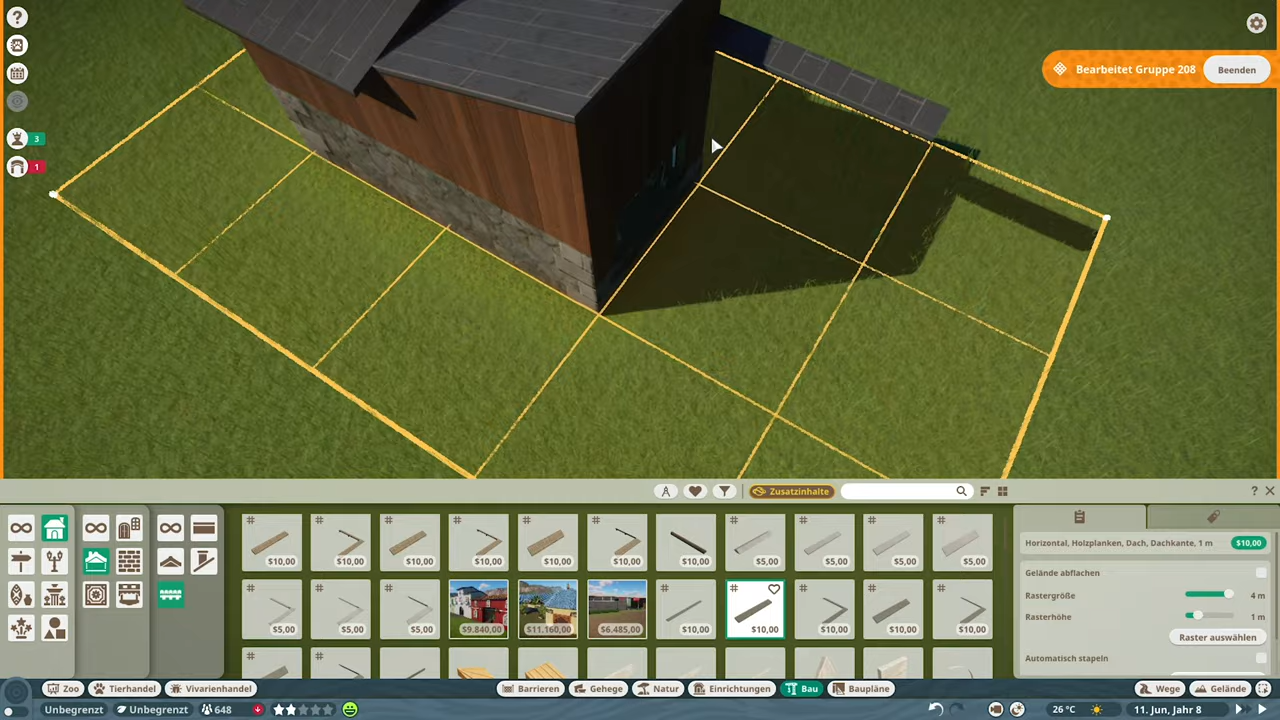 ?
Bearbeitet Gruppe 208
Beenden
3
1
Zusatzinhalte
?
$10,00
$10,00
$10,00
$10,00
$10,00
$10,00
$10,00
$5,00
$5,00
$5,00
$5,00
Horizontal, Holzplanken, Dach, Dachkante, 1 m
$10,00
Gelände abflachen
Rastergröße
4 m
Rasterhöhe
1 m
$5,00
$5,00
$5,00
$9.840,00
$11.160,00
$6.485,00
$10,00
$10,00
$10,00
$10,00
$10,00
Raster auswählen
Automatisch stapeln
Zoo
Tierhandel
Vivarienhandel
Barrieren
Gehege
Natur
Einrichtungen
Bau
Baupläne
Wege
Gelände
Unbegrenzt
Unbegrenzt
648
26 °C
11. Jun, Jahr 8